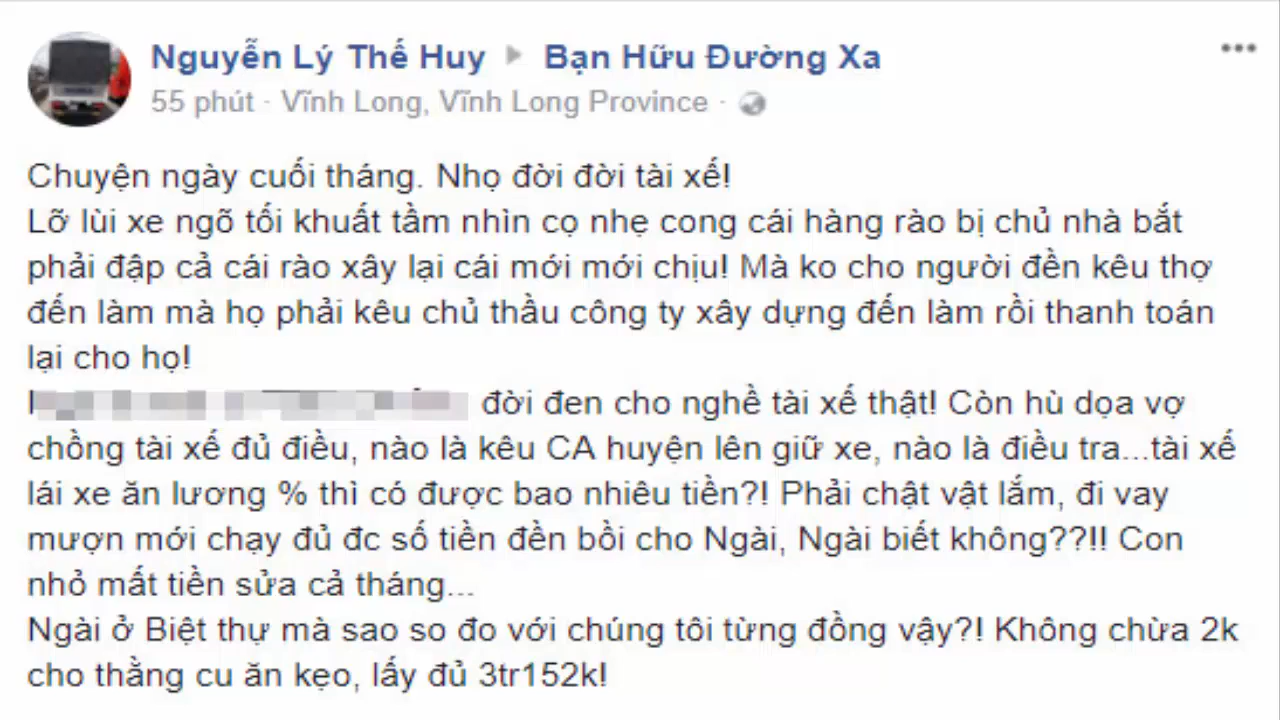 Nguyễn Lý Thế Huy ▸ Bạn Hữu Đường Xa
55 phút · Vĩnh Long, Vĩnh Long Province ·
Chuyện ngày cuối tháng. Nhọ đời đời tài xế!
Lỡ lùi xe ngõ tối khuất tầm nhìn cọ nhẹ cong cái hàng rào bị chủ nhà bắt
phải đập cả cái rào xây lại cái mới mới chịu! Mà ko cho người đền kêu thợ
đến làm mà họ phải kêu chủ thầu công ty xây dựng đến làm rồi thanh toán
lại cho họ!
đời đen cho nghề tài xế thật! Còn hù dọa vợ
chồng tài xế đủ điều, nào là kêu CA huyện lên giữ xe, nào là điều tra...tài xế
lái xe ăn lương % thì có được bao nhiêu tiền?! Phải chật vật lắm, đi vay
mượn mới chạy đủ đc số tiền đền bồi cho Ngài, Ngài biết không??!! Con
nhỏ mất tiền sửa cả tháng...
Ngài ở Biệt thự mà sao so đo với chúng tôi từng đồng vậy?! Không chừa 2k
cho thằng cu ăn kẹo, lấy đủ 3tr152k!